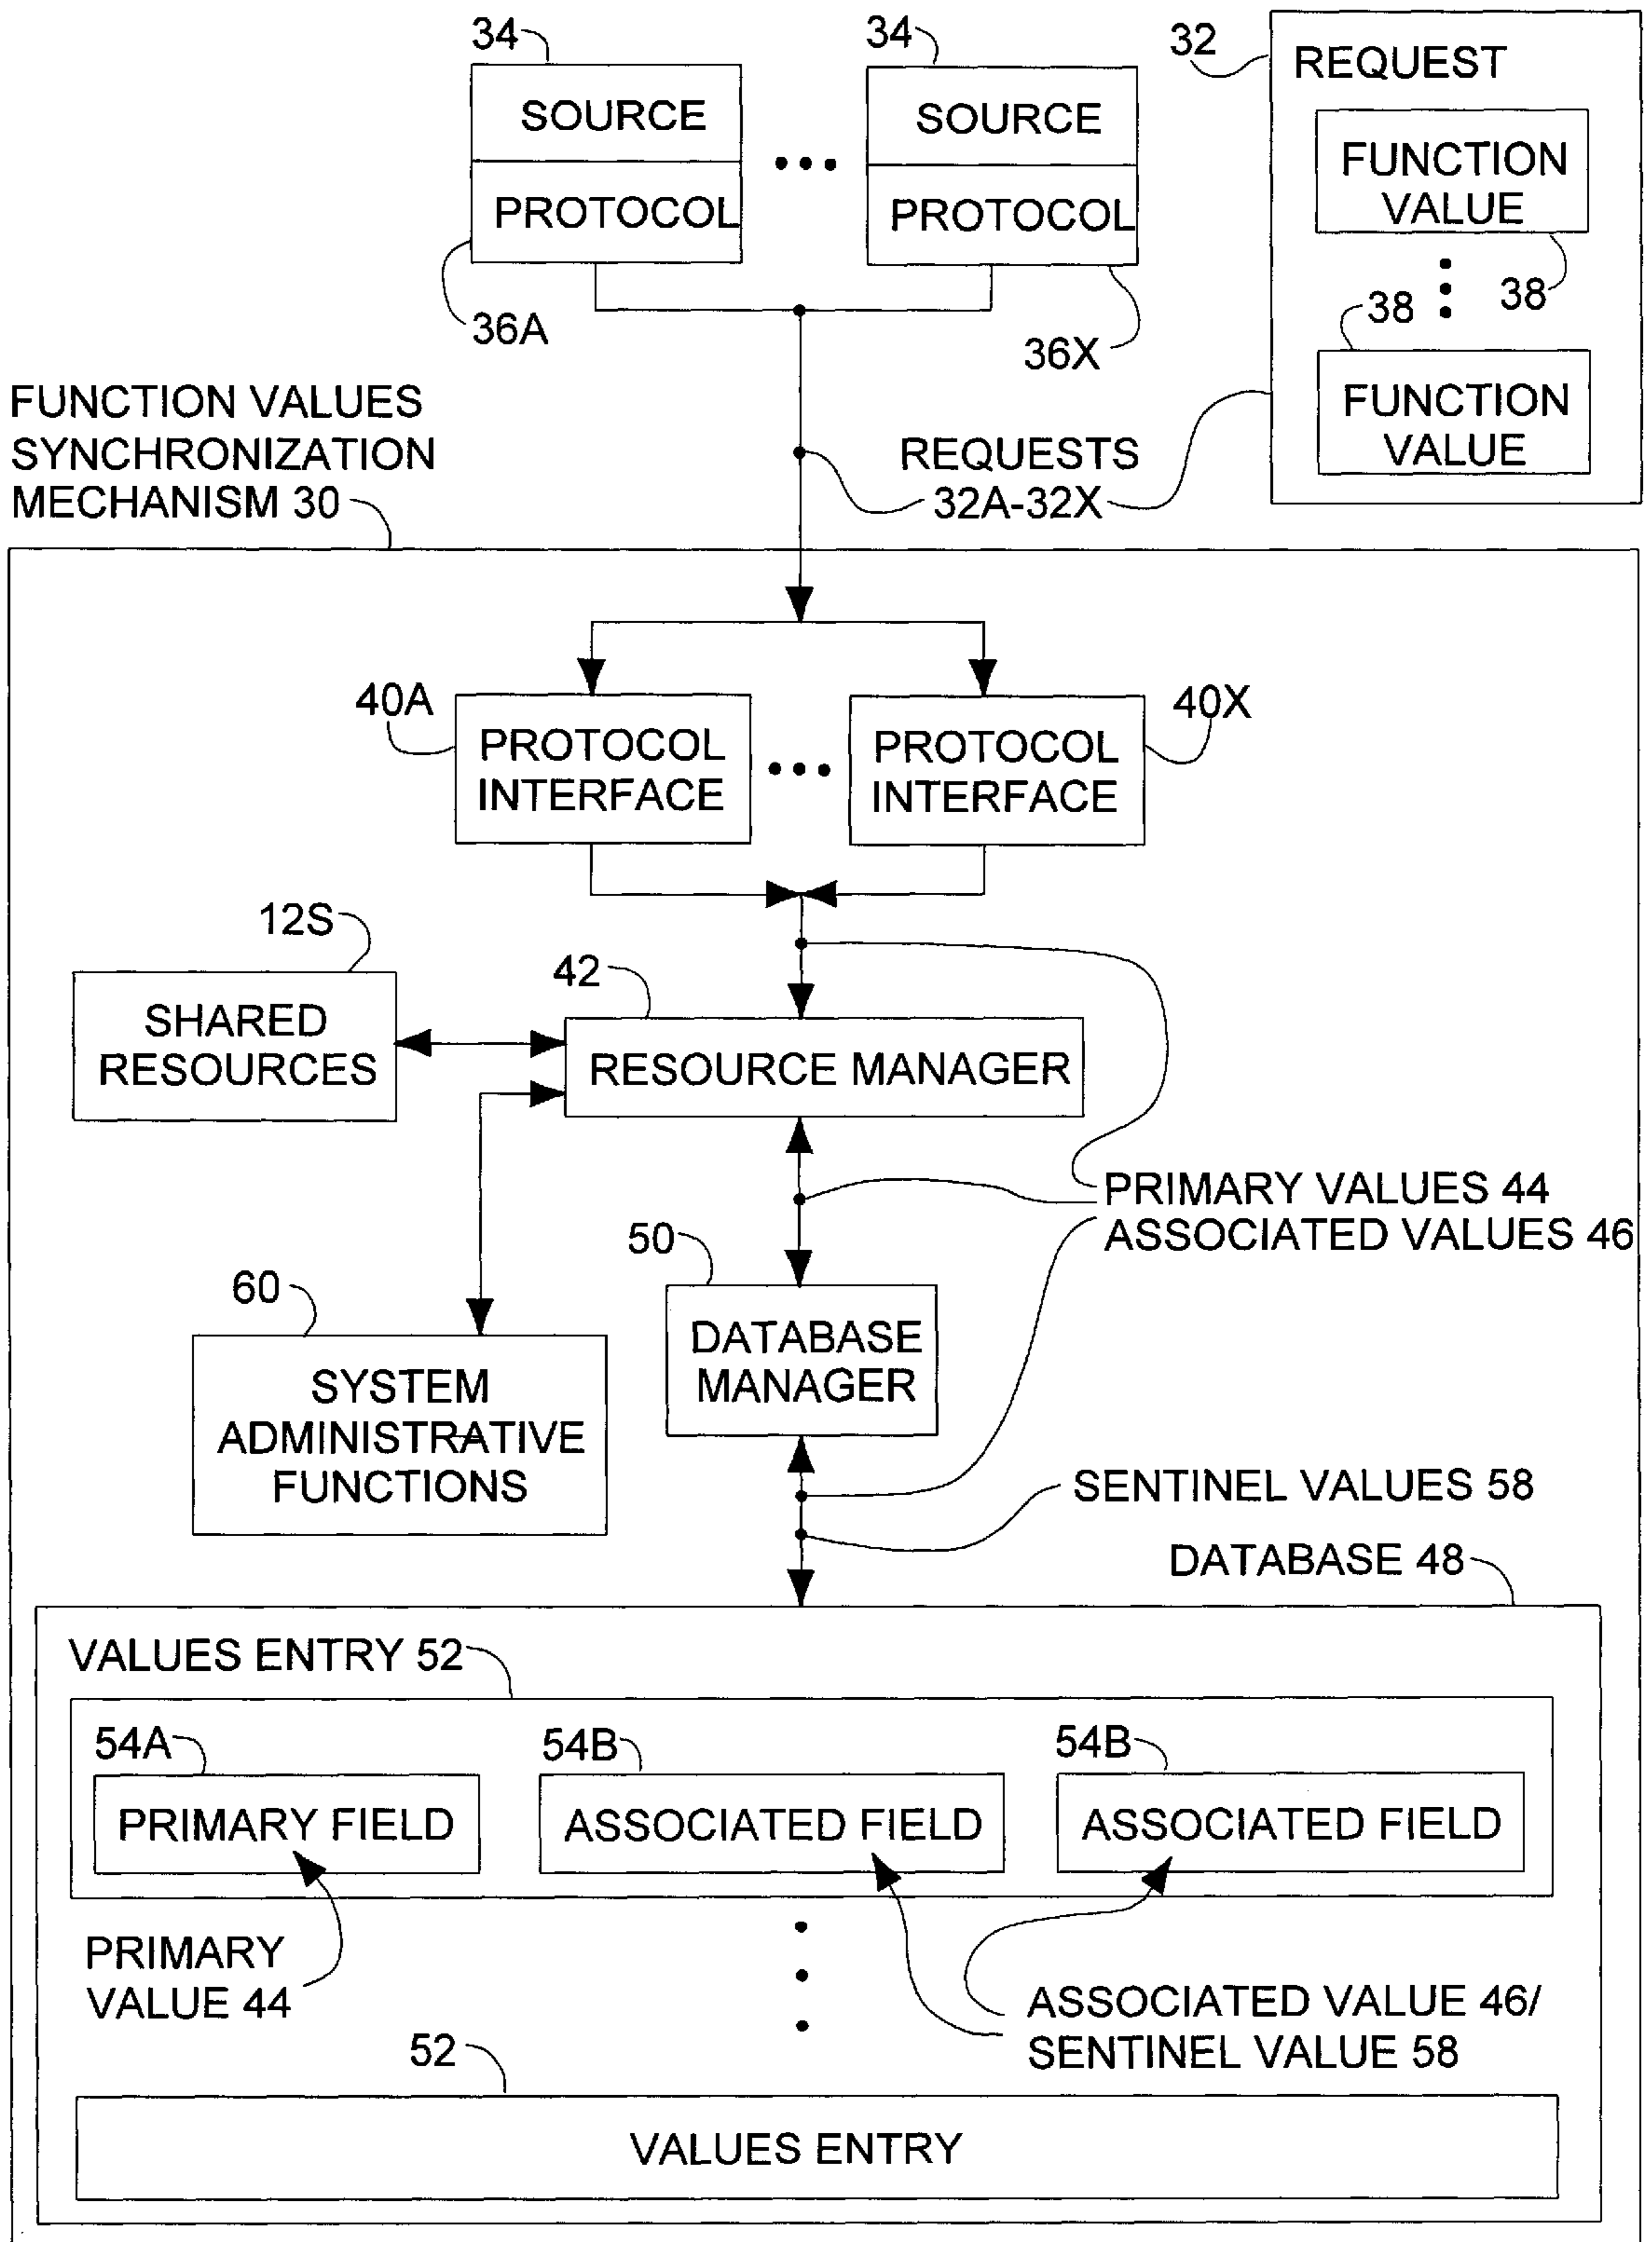 34
34
32
REQUEST
SOURCE
SOURCE
FUNCTION
VALUE
PROTOCOL
PROTOCOL
38
38
36A
36X
FUNCTION
VALUE
FUNCTION VALUES
SYNCHRONIZATION
MECHANISM 30
REQUESTS
32A-32X
40A
40X
PROTOCOL
INTERFACE
PROTOCOL
INTERFACE
12S
42
SHARED
RESOURCES
RESOURCE MANAGER
PRIMARY VALUES 44
ASSOCIATED VALUES 46
50
60
DATABASE
MANAGER
SYSTEM
ADMINISTRATIVE
FUNCTIONS
SENTINEL VALUES 58
DATABASE 48
VALUES ENTRY 52
54A
54B
54B
PRIMARY FIELD
ASSOCIATED FIELD
ASSOCIATED FIELD
PRIMARY
VALUE 44
ASSOCIATED VALUE 46/
SENTINEL VALUE 58
52
VALUES ENTRY